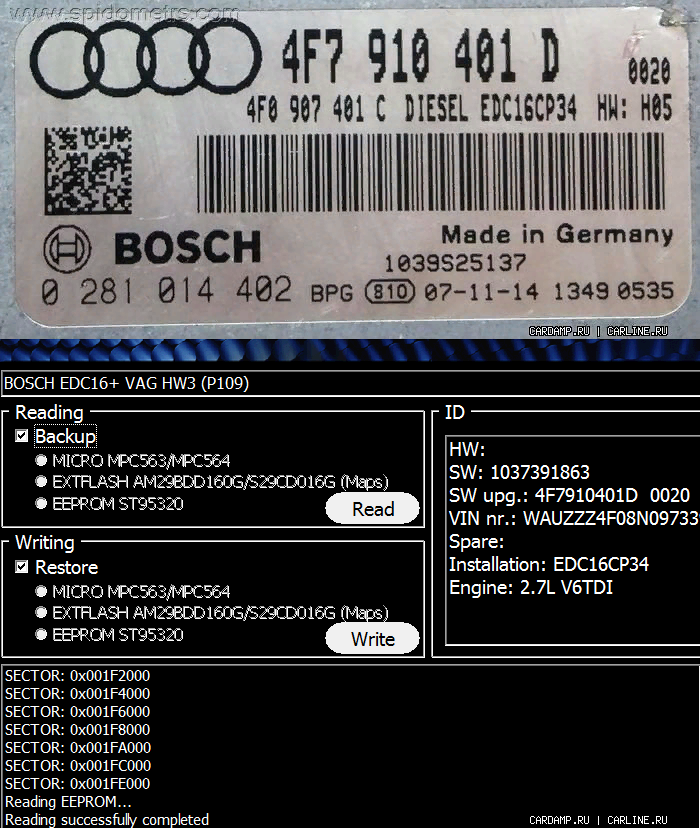 www.spidometrs.com
4F7 910 401 D 0020
4F0 907 401 C DIESEL EDC16CP34 HW: H05
BOSCH
Made in Germany
1039S25137
0 281 014 402 BPG 810 07-11-14 1349 0535
CARDAMP.RU | CARLINE.RU
BOSCH EDC16+ VAG HW3 (P109)
Reading
Backup
MICRO MPC563/MPC564
EXTFLASH AM29BDD160G/S29CD016G (Maps)
EEPROM ST95320
Read
Writing
Restore
MICRO MPC563/MPC564
EXTFLASH AM29BDD160G/S29CD016G (Maps)
EEPROM ST95320
Write
ID
HW:
SW: 1037391863
SW upg.: 4F7910401D 0020
VIN nr.: WAUZZZ4F08N09733
Spare:
Installation: EDC16CP34
Engine: 2.7L V6TDI
SECTOR: 0x001F2000
SECTOR: 0x001F4000
SECTOR: 0x001F6000
SECTOR: 0x001F8000
SECTOR: 0x001FA000
SECTOR: 0x001FC000
SECTOR: 0x001FE000
Reading EEPROM...
Reading successfully completed
CARDAMP.RU | CARLINE.RU